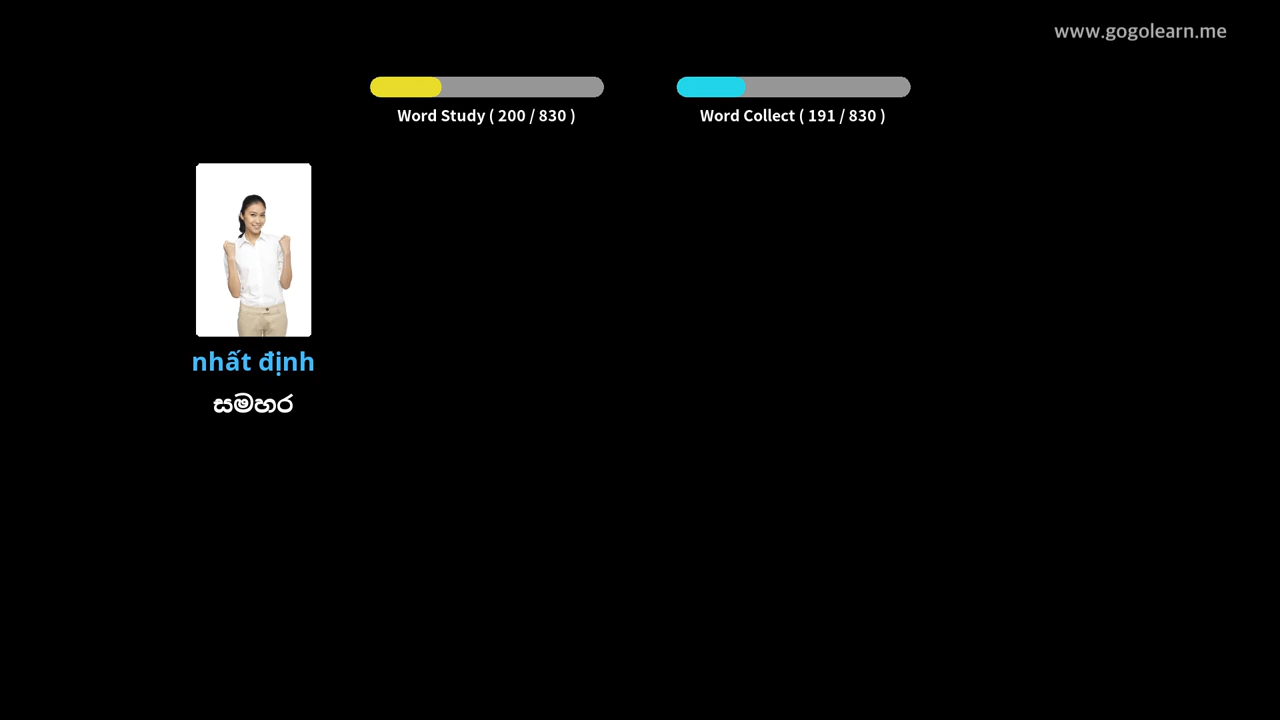 www.gogolearn.me
Word Study ( 200 / 830 )
Word Collect ( 191 / 830 )
nhất định
සමහර